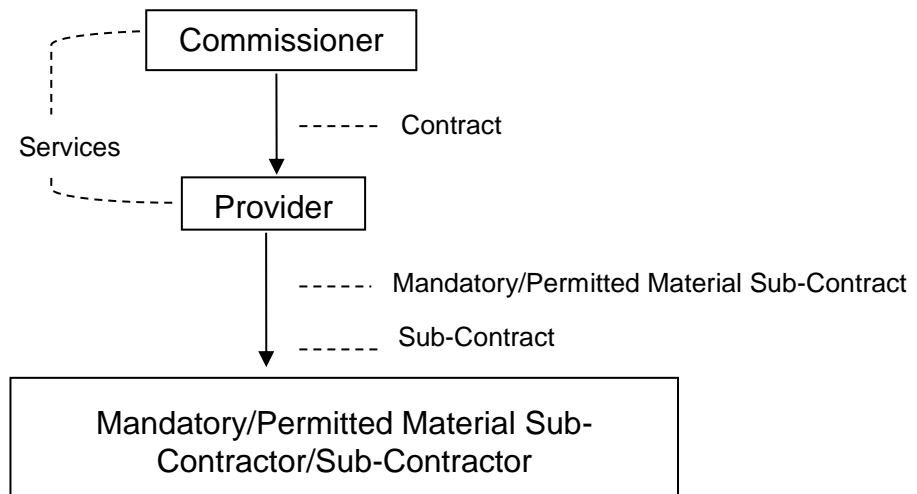 Commissioner
Contract
Services
Provider
Mandatory/Permitted Material Sub-Contract
Sub-Contract
Mandatory/Permitted Material Sub-
Contractor/Sub-Contractor